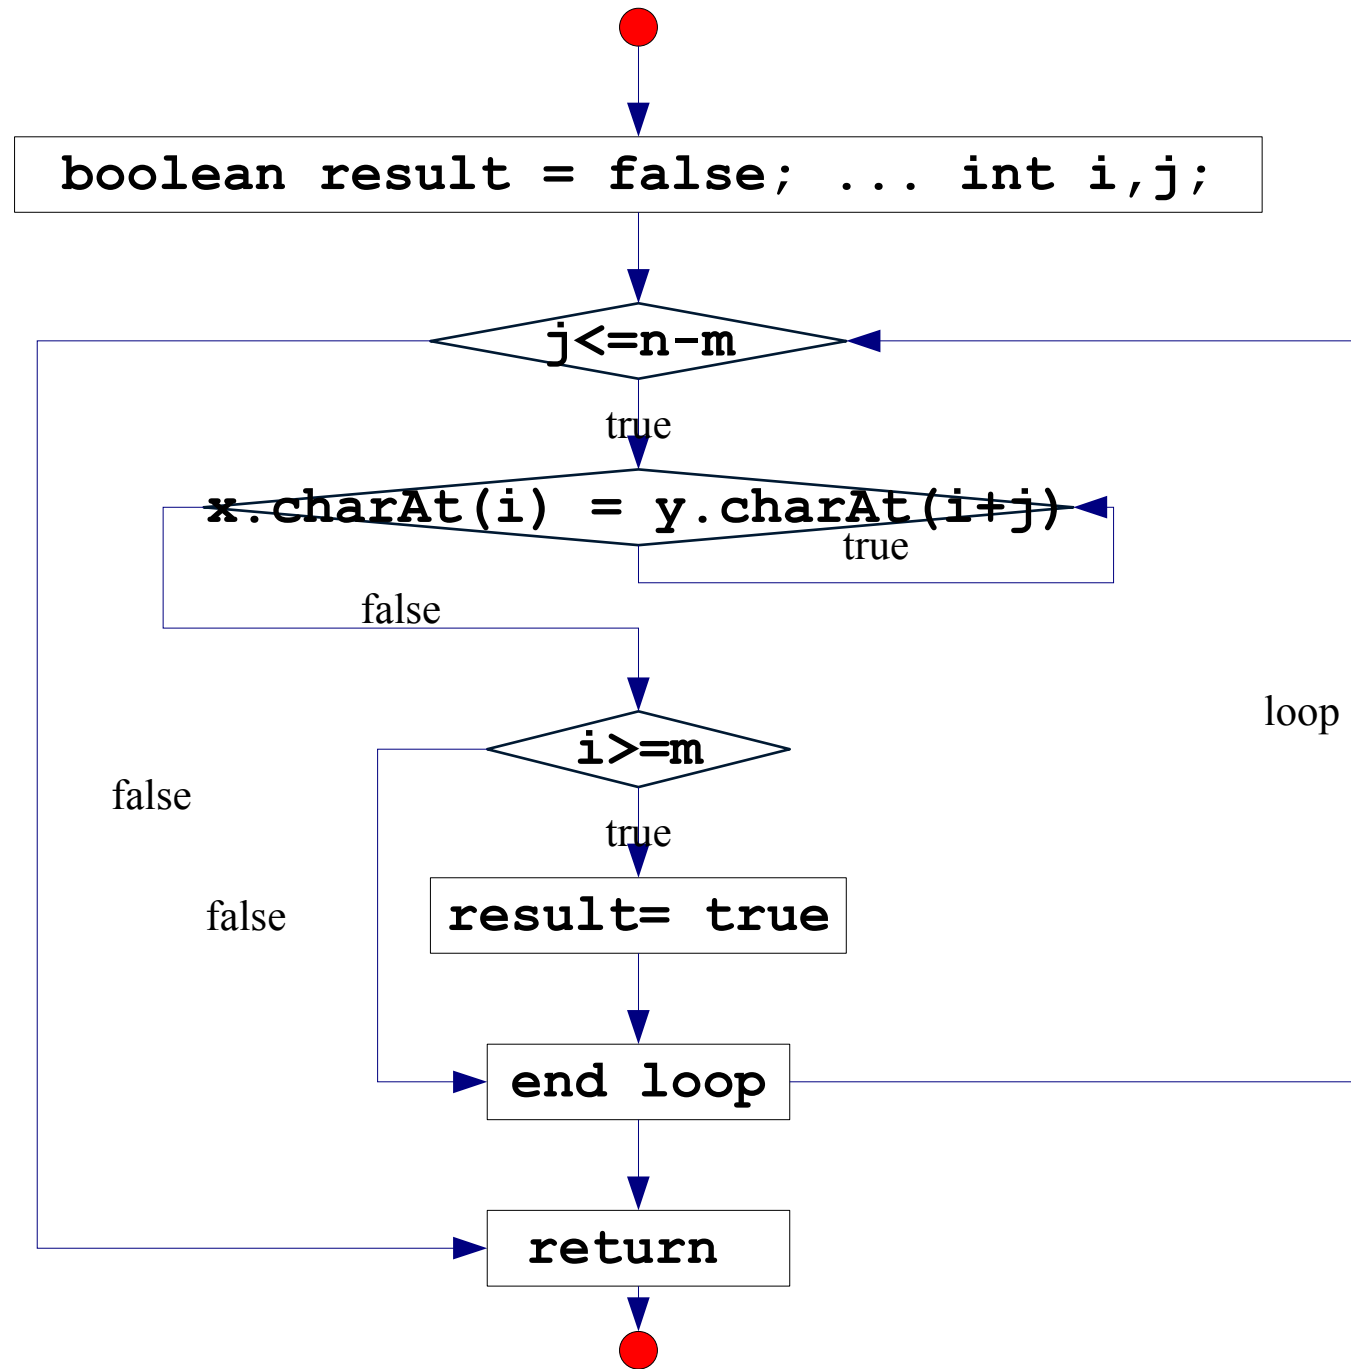 boolean result = false; ... int i,j;
j<=n-m
true
x.charAt(i) = y.charAt(i+j)
true
false
loop
i>=m
false
true
false
result= true
end loop
return